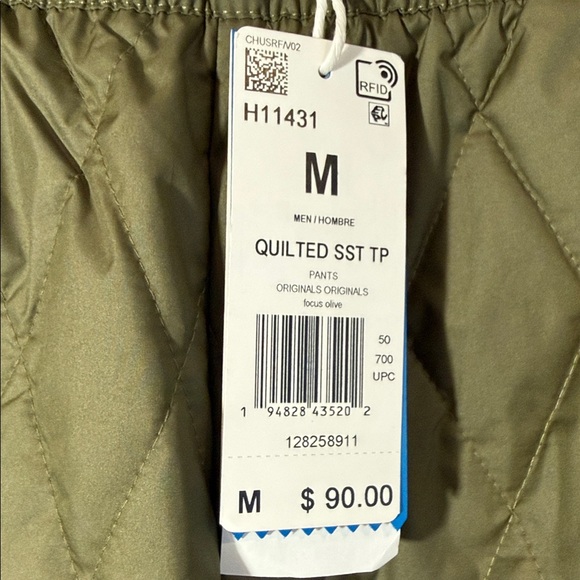 CHUSRF/V02
RFID
H11431
M
MEN / HOMBRE
QUILTED SST TP
PANTS
ORIGINALS ORIGINALS
focus olive
50
700
UPC
1 94828 43520 2
128258911
M $ 90.00